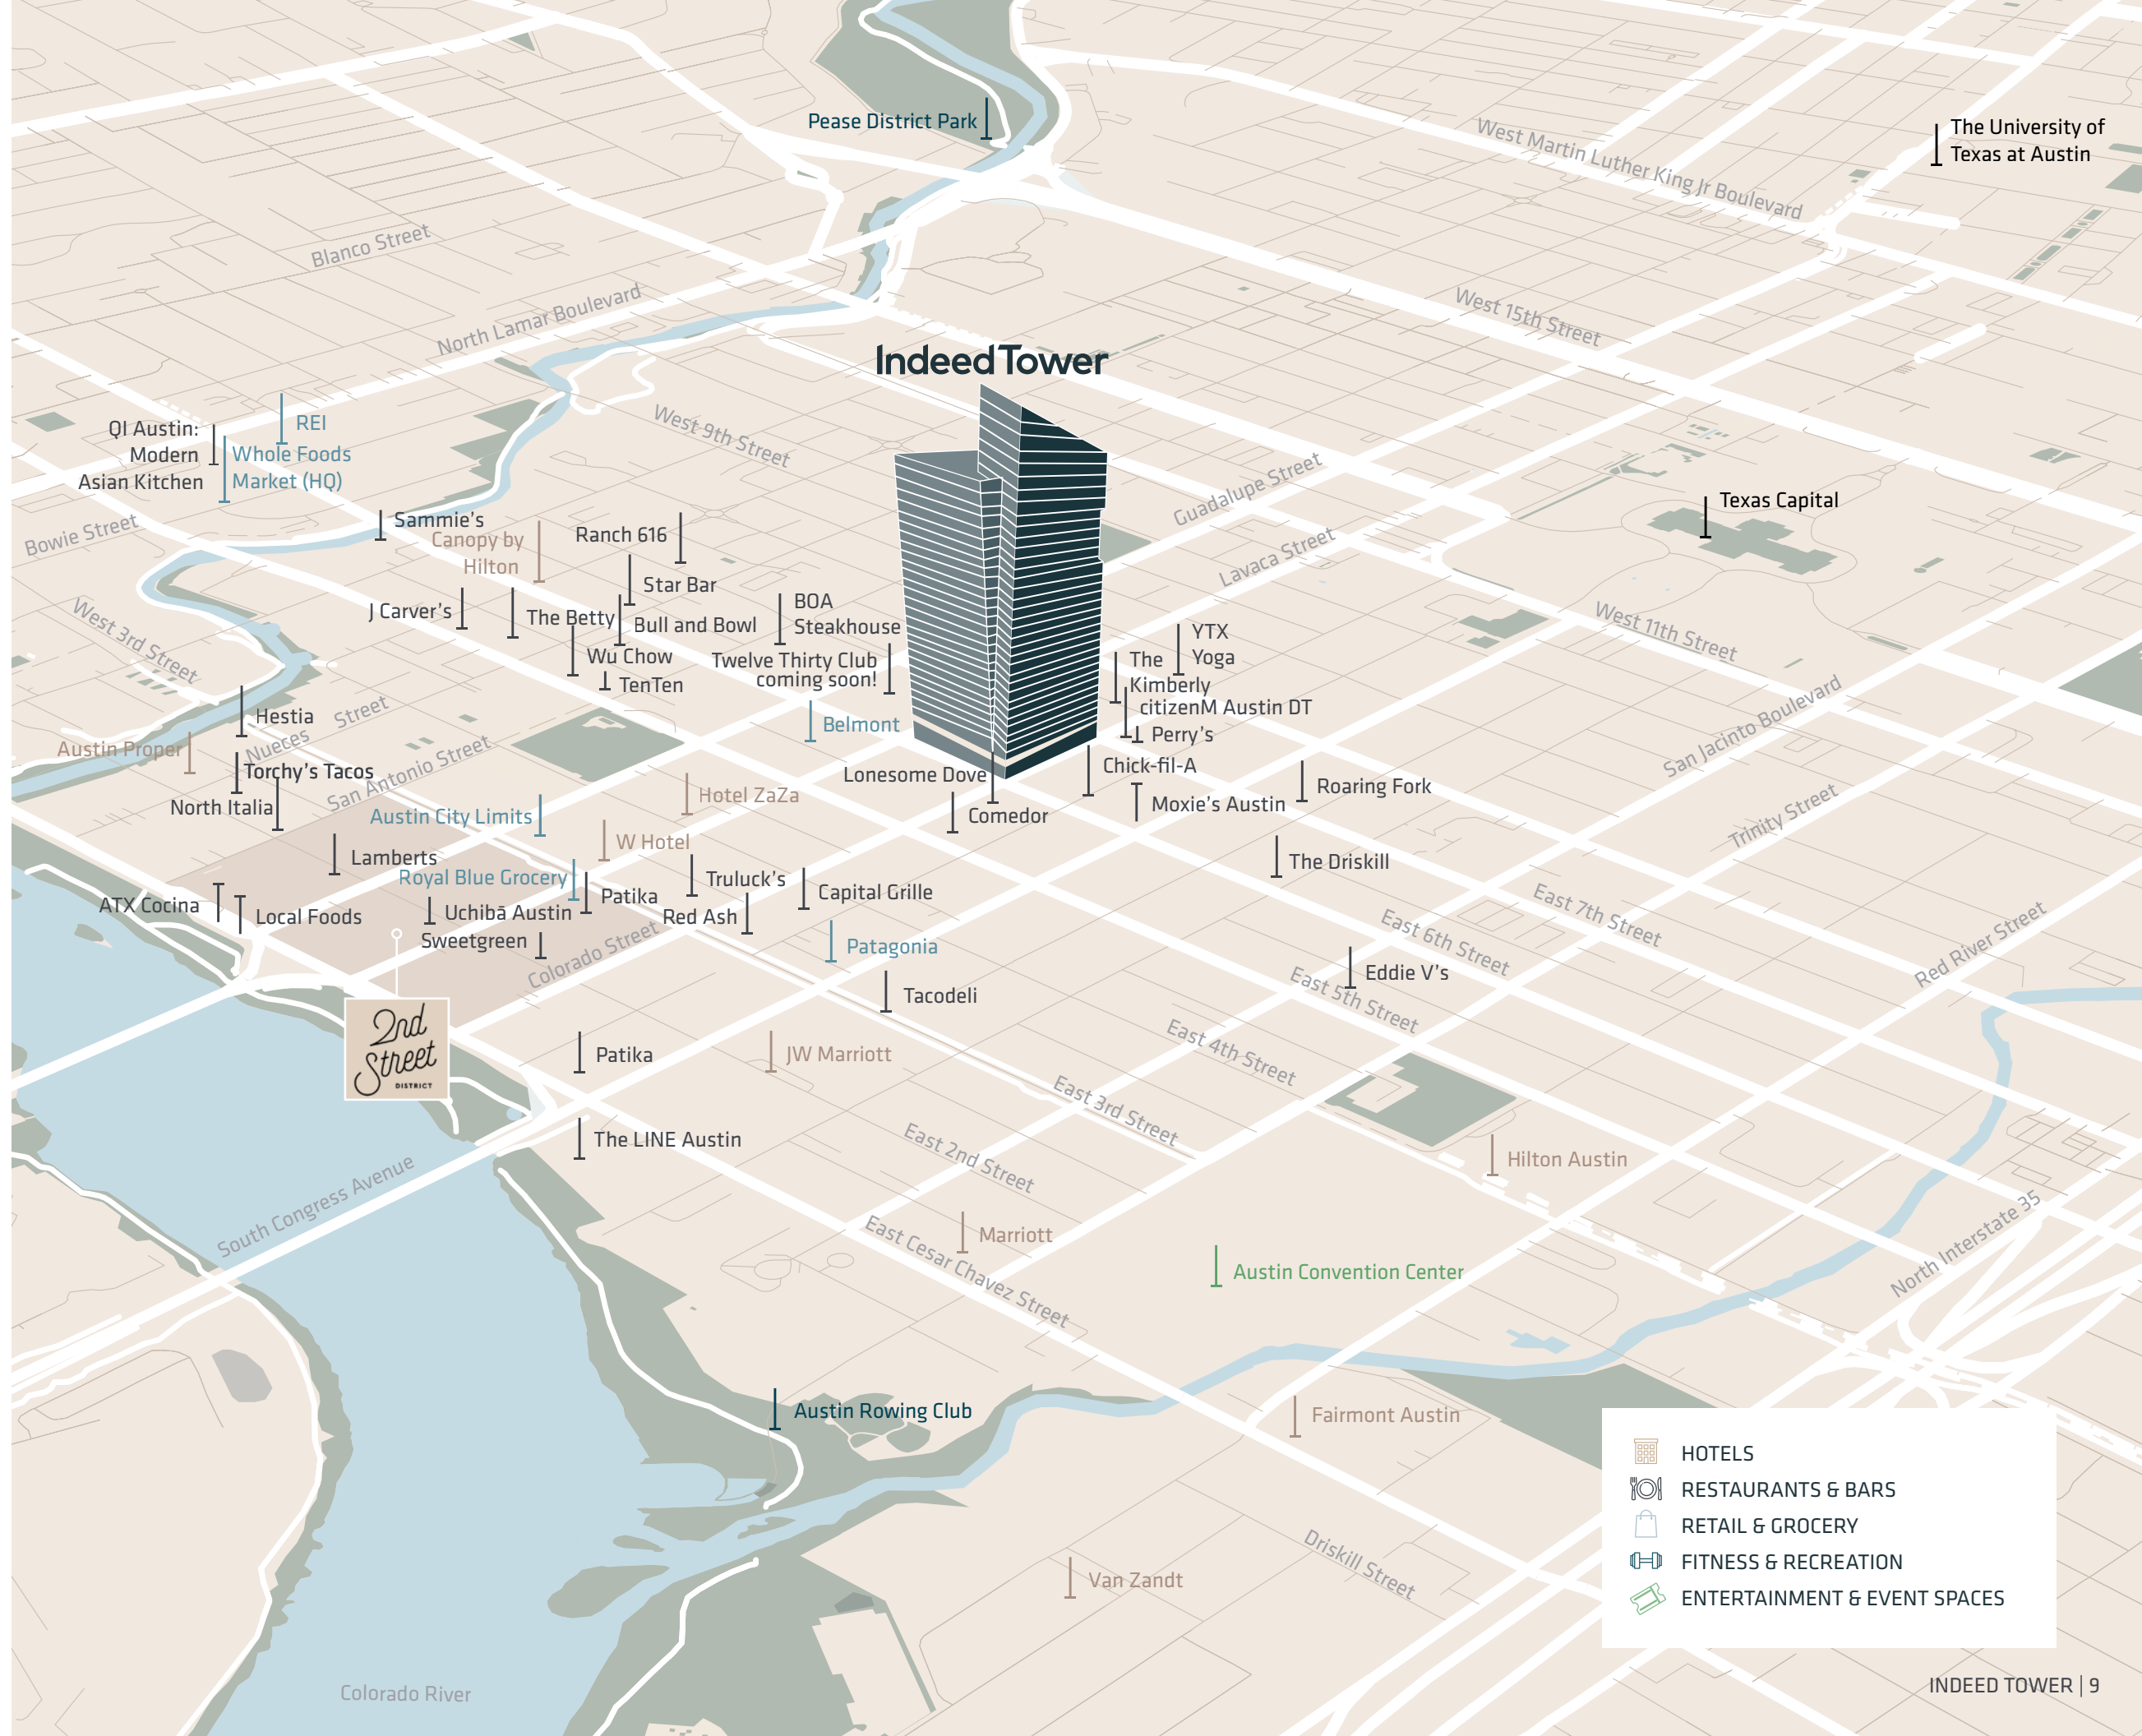 Pease District Park
The University of
Texas at Austin
West Martin Luther King Jr Boulevard
Blanco Street
North Lamar Boulevard
West 15th Street
IndeedTower
West 9th Street
REI
QI Austin:
Modern
Asian Kitchen
Whole Foods
Market (HQ)
Guadalupe Street
Lavaca Street
Texas Capital
Bowie Street
Sammie's
Canopy by
Hilton
Ranch 616
Star Bar
J Carver's
The Betty
Bull and Bowl
BOA
Steakhouse
Wu Chow
TenTen
Twelve Thirty Club
coming soon!
YTX
Yoga
The
Kimberly
citizenM Austin DT
Perry's
West 11th Street
West 3rd Street
Hestia
Nueces
Street
Belmont
Austin Proper
Torchy's Tacos
San Antonio Street
North Italia
San Jacinto Boulevard
Trinity Street
Lonesome Dove
Chick-fil-A
Comedor
Moxie's Austin
Roaring Fork
Hotel ZaZa
Austin City Limits
W Hotel
The Driskill
Lamberts
Royal Blue Grocery
Patika
Truluck's
Capital Grille
ATX Cocina
Local Foods
Uchibā Austin
Red Ash
Sweetgreen
Colorado Street
Patagonia
East 7th Street
East 6th Street
Red River Street
East 5th Street
Eddie V's
Tacodeli
2nd
Street
DISTRICT
Patika
JW Marriott
East 4th Street
East 3rd Street
The LINE Austin
East 2nd Street
Hilton Austin
South Congress Avenue
Marriott
East Cesar Chavez Street
Austin Convention Center
North Interstate 35
Austin Rowing Club
Fairmont Austin
Driskill Street
Van Zandt
Colorado River
HOTELS
RESTAURANTS & BARS
RETAIL & GROCERY
FITNESS & RECREATION
ENTERTAINMENT & EVENT SPACES
INDEED TOWER | 9